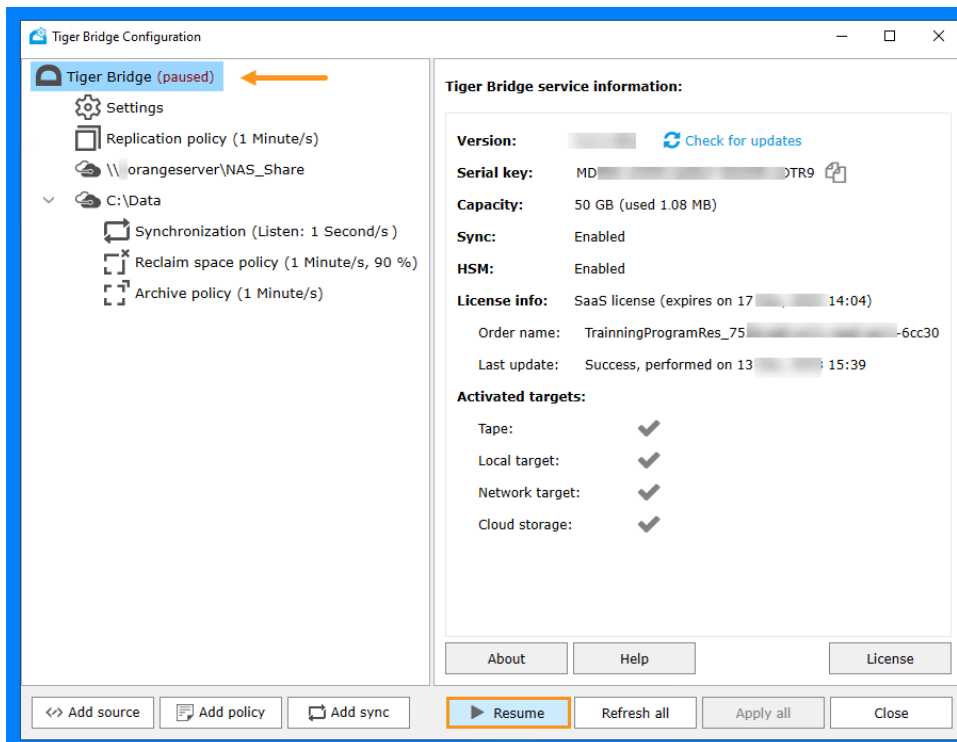 Tiger Bridge Configuration
Tiger Bridge (paused)
Settings
Replication policy (1 Minute/s)
\\ orangeserver\NAS_Share
C:\Data
Synchronization (Listen: 1 Second/s )
Reclaim space policy (1 Minute/s, 90 %)
Archive policy (1 Minute/s)
Tiger Bridge service information:
Version: Check for updates
Serial key: MD DTR9
Capacity: 50 GB (used 1.08 MB)
Sync: Enabled
HSM: Enabled
License info: SaaS license (expires on 17 14:04)
Order name: TrainningProgramRes_75 -6cc30
Last update: Success, performed on 13 15:39
Activated targets:
Tape:
Local target:
Network target:
Cloud storage:
About Help License
Add source Add policy Add sync Resume Refresh all Apply all Close